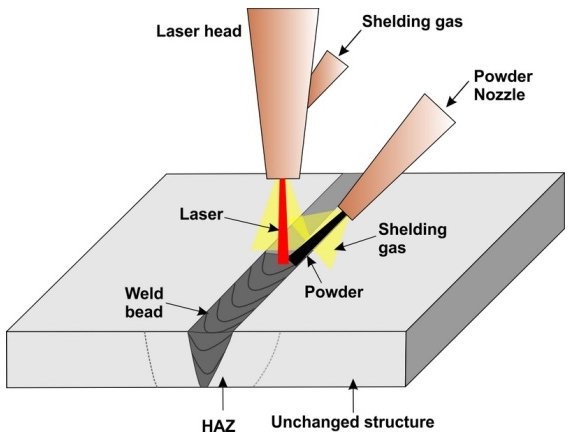 Laser head
Shelding gas
Powder
Nozzle
Laser
Shelding
gas
Powder
Weld
bead
HAZ
Unchanged structure